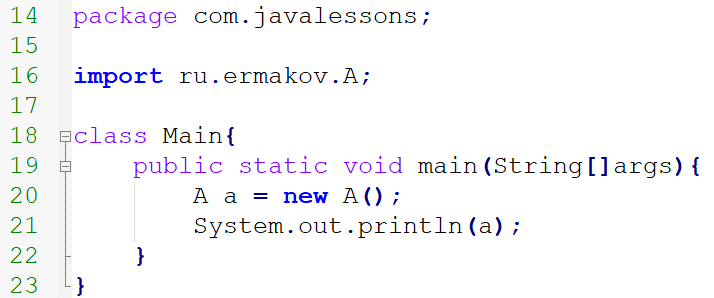 14 package com.javalessons;
15
16 import ru.ermakov.A;
17
18 class Main{
19     public static void main(String[]args){
20         A a = new A();
21         System.out.println(a);
22     }
23 }